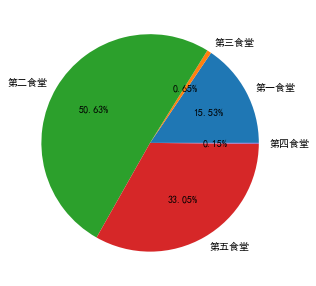 第三食堂
第二食堂
第一食堂
0.65%
50.63%
15.53%
第四食堂
0.15%
33.05%
第五食堂